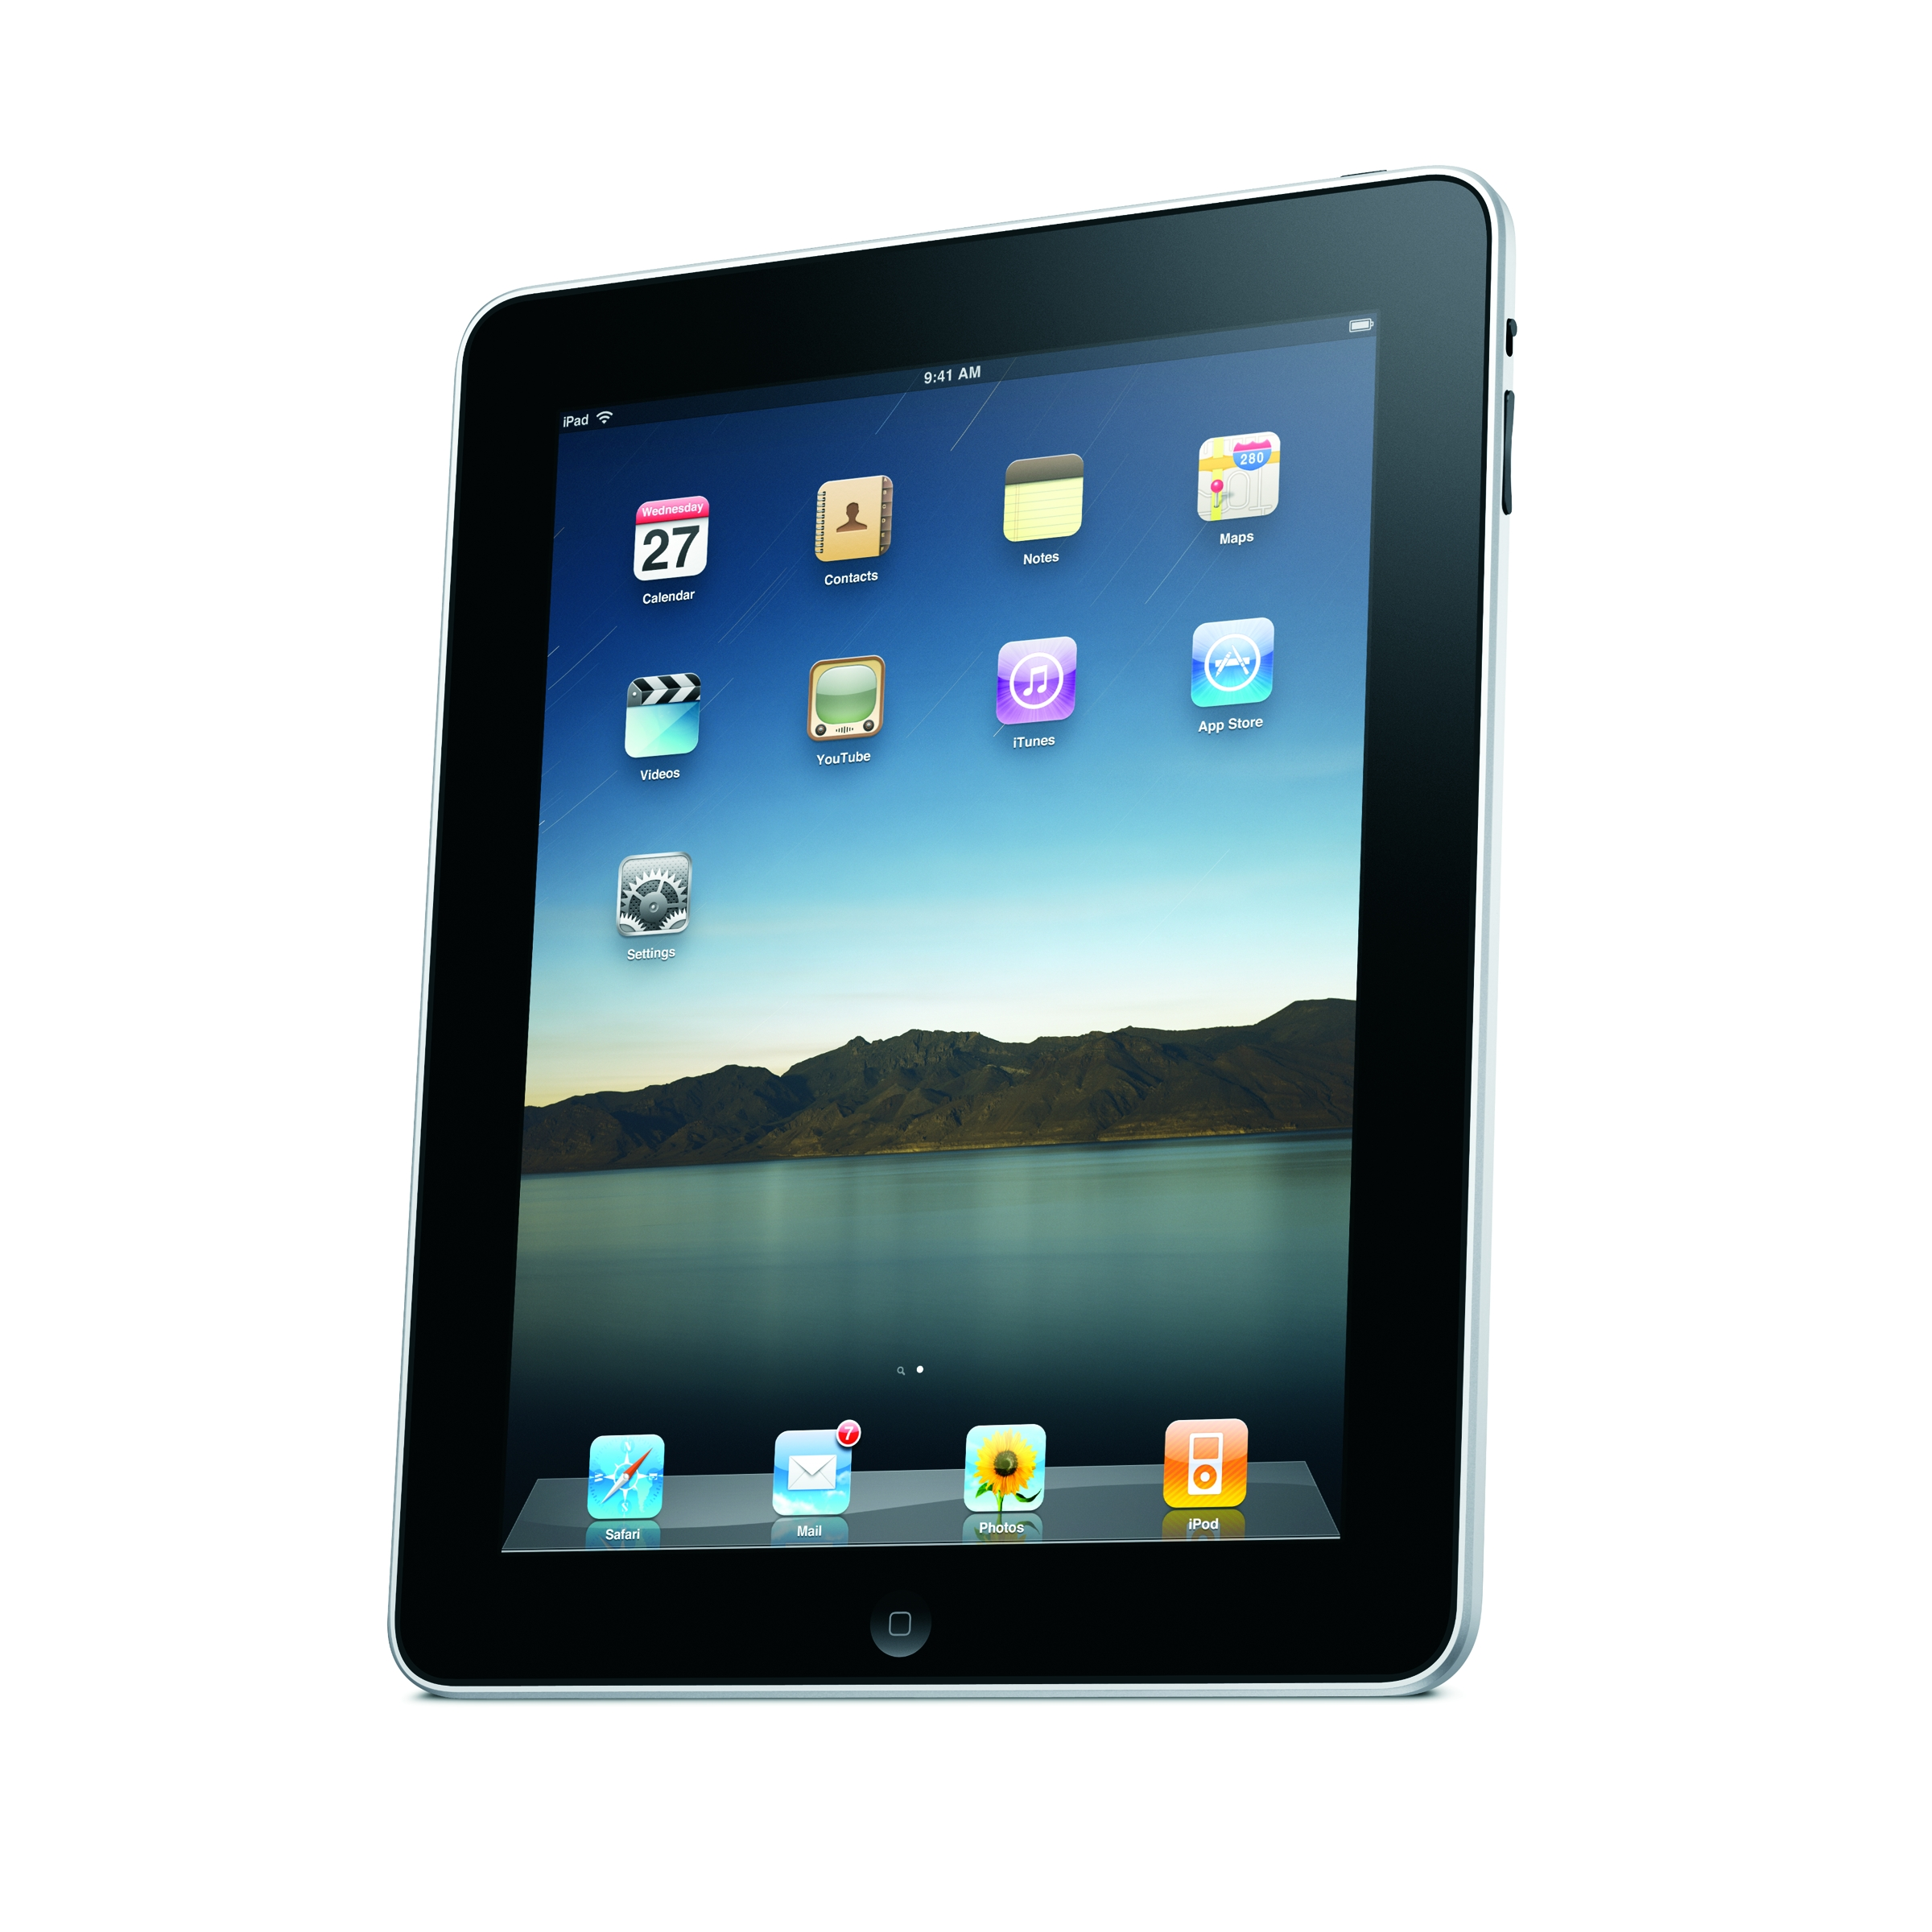 iPad
9:41 AM
Wednesday
27
Calendar
Contacts
Notes
280
Maps
Videos
YouTube
iTunes
App Store
Settings
7
Safari
Mail
Photos
iPod